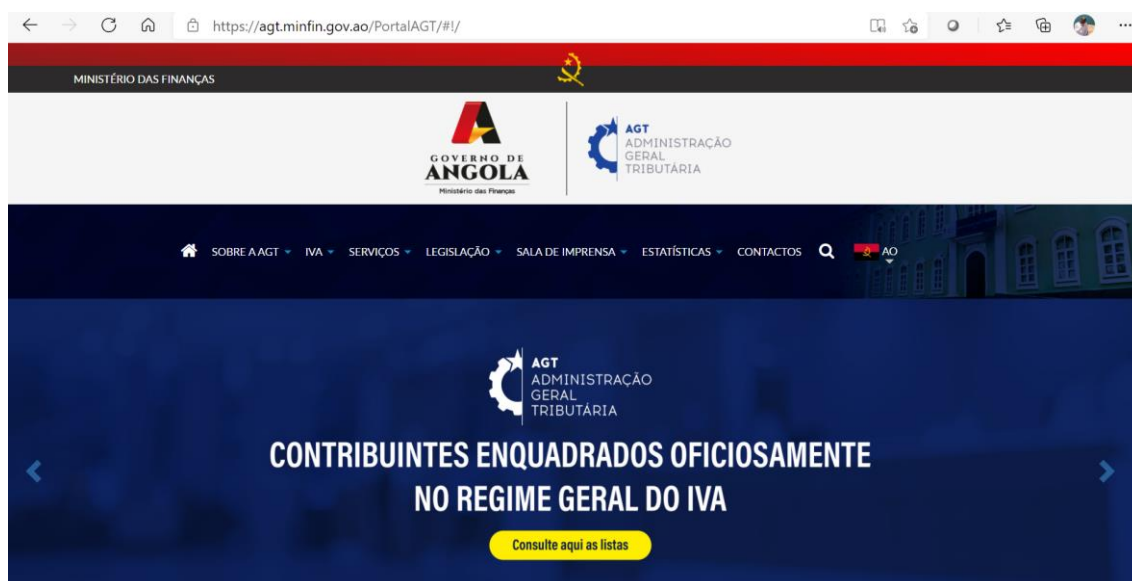 https://agt.minfin.gov.ao/PortalAGT/#!/
MINISTÉRIO DAS FINANÇAS
GOVERNO DE
ANGOLA
Ministério das Finanças
AGT
ADMINISTRAÇÃO
GERAL
TRIBUTÁRIA
SOBRE A AGT IVA SERVIÇOS LEGISLAÇÃO SALA DE IMPRENSA ESTATÍSTICAS CONTACTOS AO
AGT
ADMINISTRAÇÃO
GERAL
TRIBUTÁRIA
CONTRIBUINTES ENQUADRADOS OFICIOSAMENTE
NO REGIME GERAL DO IVA
Consulte aqui as listas